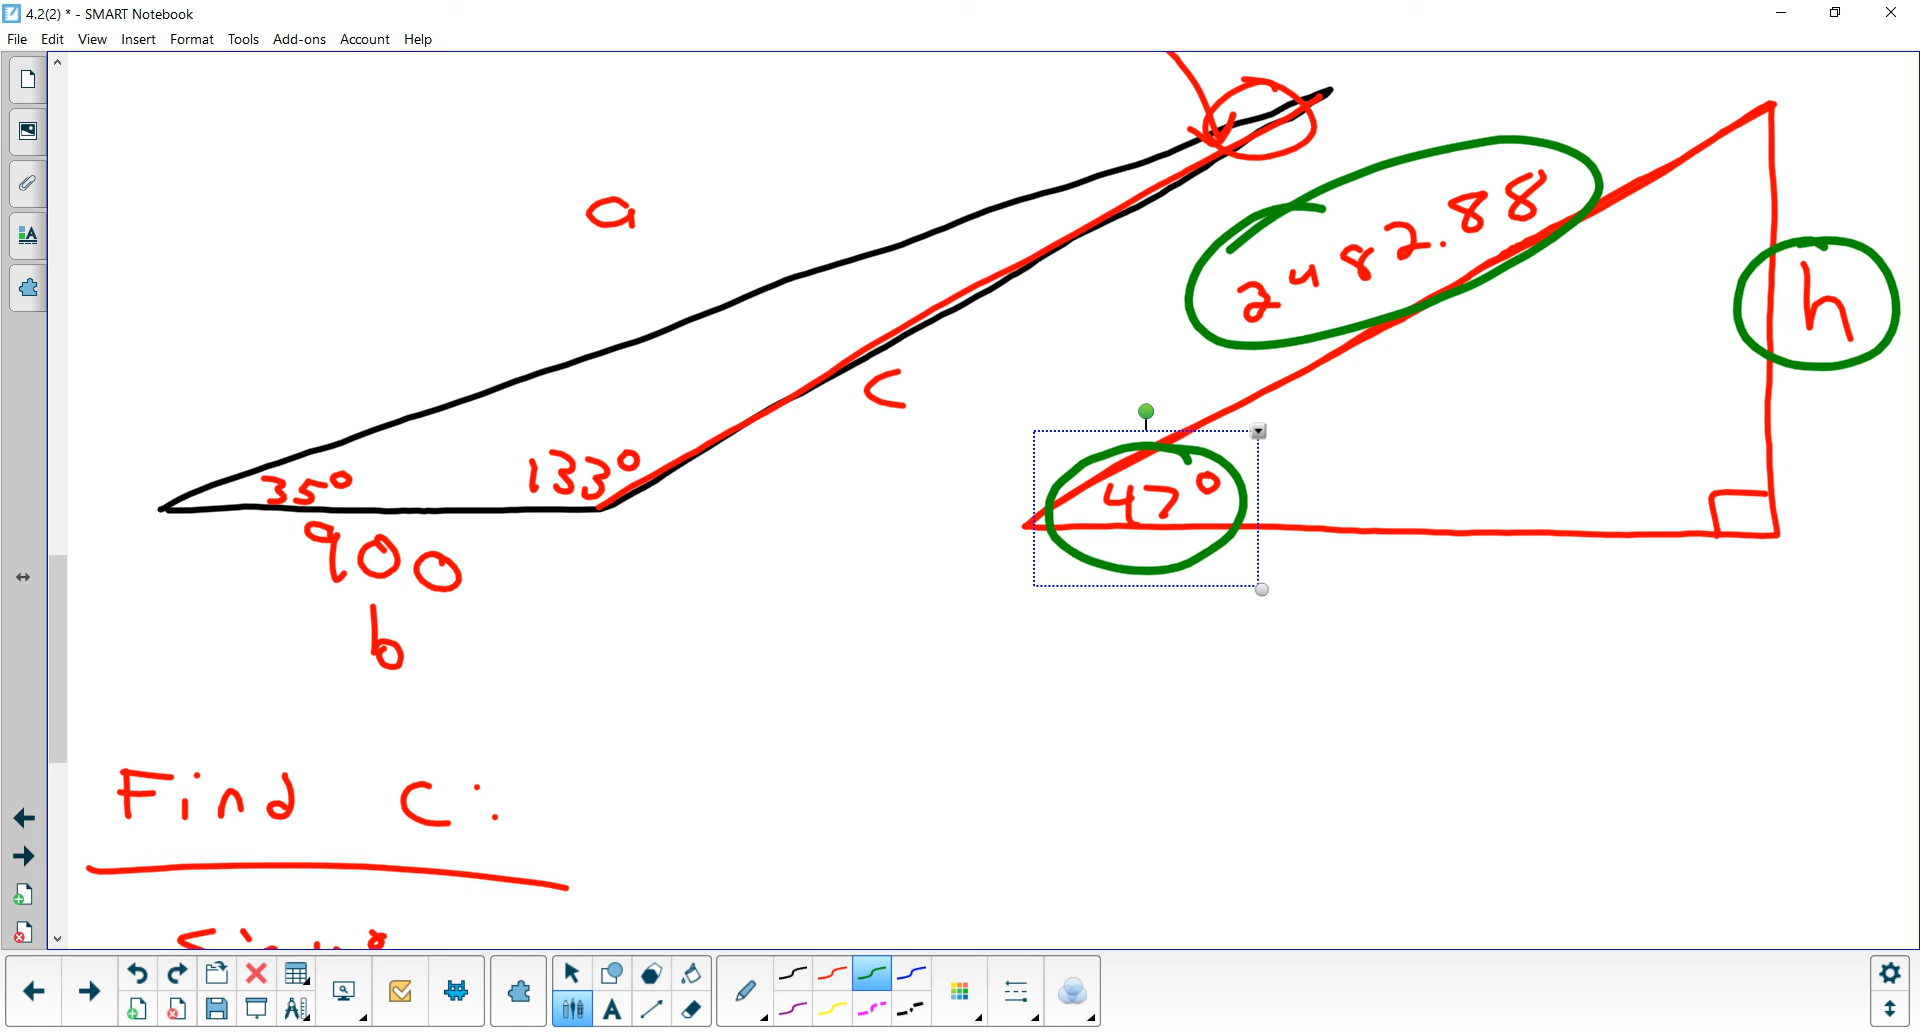 4.2(2) * - SMART Notebook
File Edit View Insert Format Tools Add-ons Account Help
a
2482.88
h
c
35°
133°
47°
900
b
Find c: